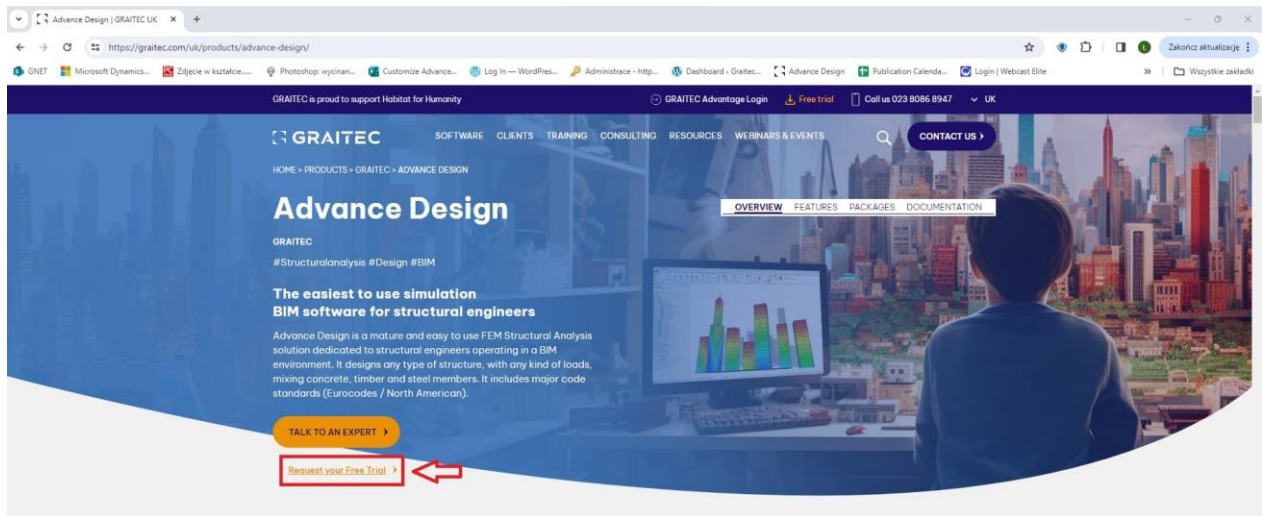 Advance Design | GRAITEC UK
https://graitec.com/uk/products/advance-design/
Zakończ aktualizację
GNET Microsoft Dynamics... Zdjęcie w kształcie.... Photoshop: wycinan... Customize Advance... Log In — WordPres... Administrace - http... Dashboard ‹ Graitec... Advance Design Publication Calenda... Login | Webcast Elite » Wszystkie zakładki
GRAITEC is proud to support Habitat for Humanity GRAITEC Advantage Login Free trial Call us 023 8086 8947 UK
GRAITEC SOFTWARE CLIENTS TRAINING CONSULTING RESOURCES WEBINARS & EVENTS CONTACT US
HOME » PRODUCTS » GRAITEC » ADVANCE DESIGN
Advance Design
OVERVIEW FEATURES PACKAGES DOCUMENTATION
GRAITEC
#Structuralanalysis #Design #BIM
The easiest to use simulation
BIM software for structural engineers
Advance Design is a mature and easy to use FEM Structural Analysis
solution dedicated to structural engineers operating in a BIM
environment. It designs any type of structure, with any kind of loads,
mixing concrete, timber and steel members. It includes major code
standards (Eurocodes / North American).
TALK TO AN EXPERT
Request your Free Trial